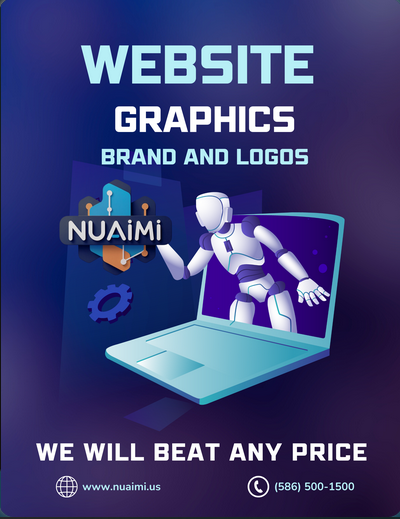 WEBSITE
GRAPHICS
BRAND AND LOGOS
NUAiMi
WE WILL BEAT ANY PRICE
www.nuaimi.us
(586) 500-1500